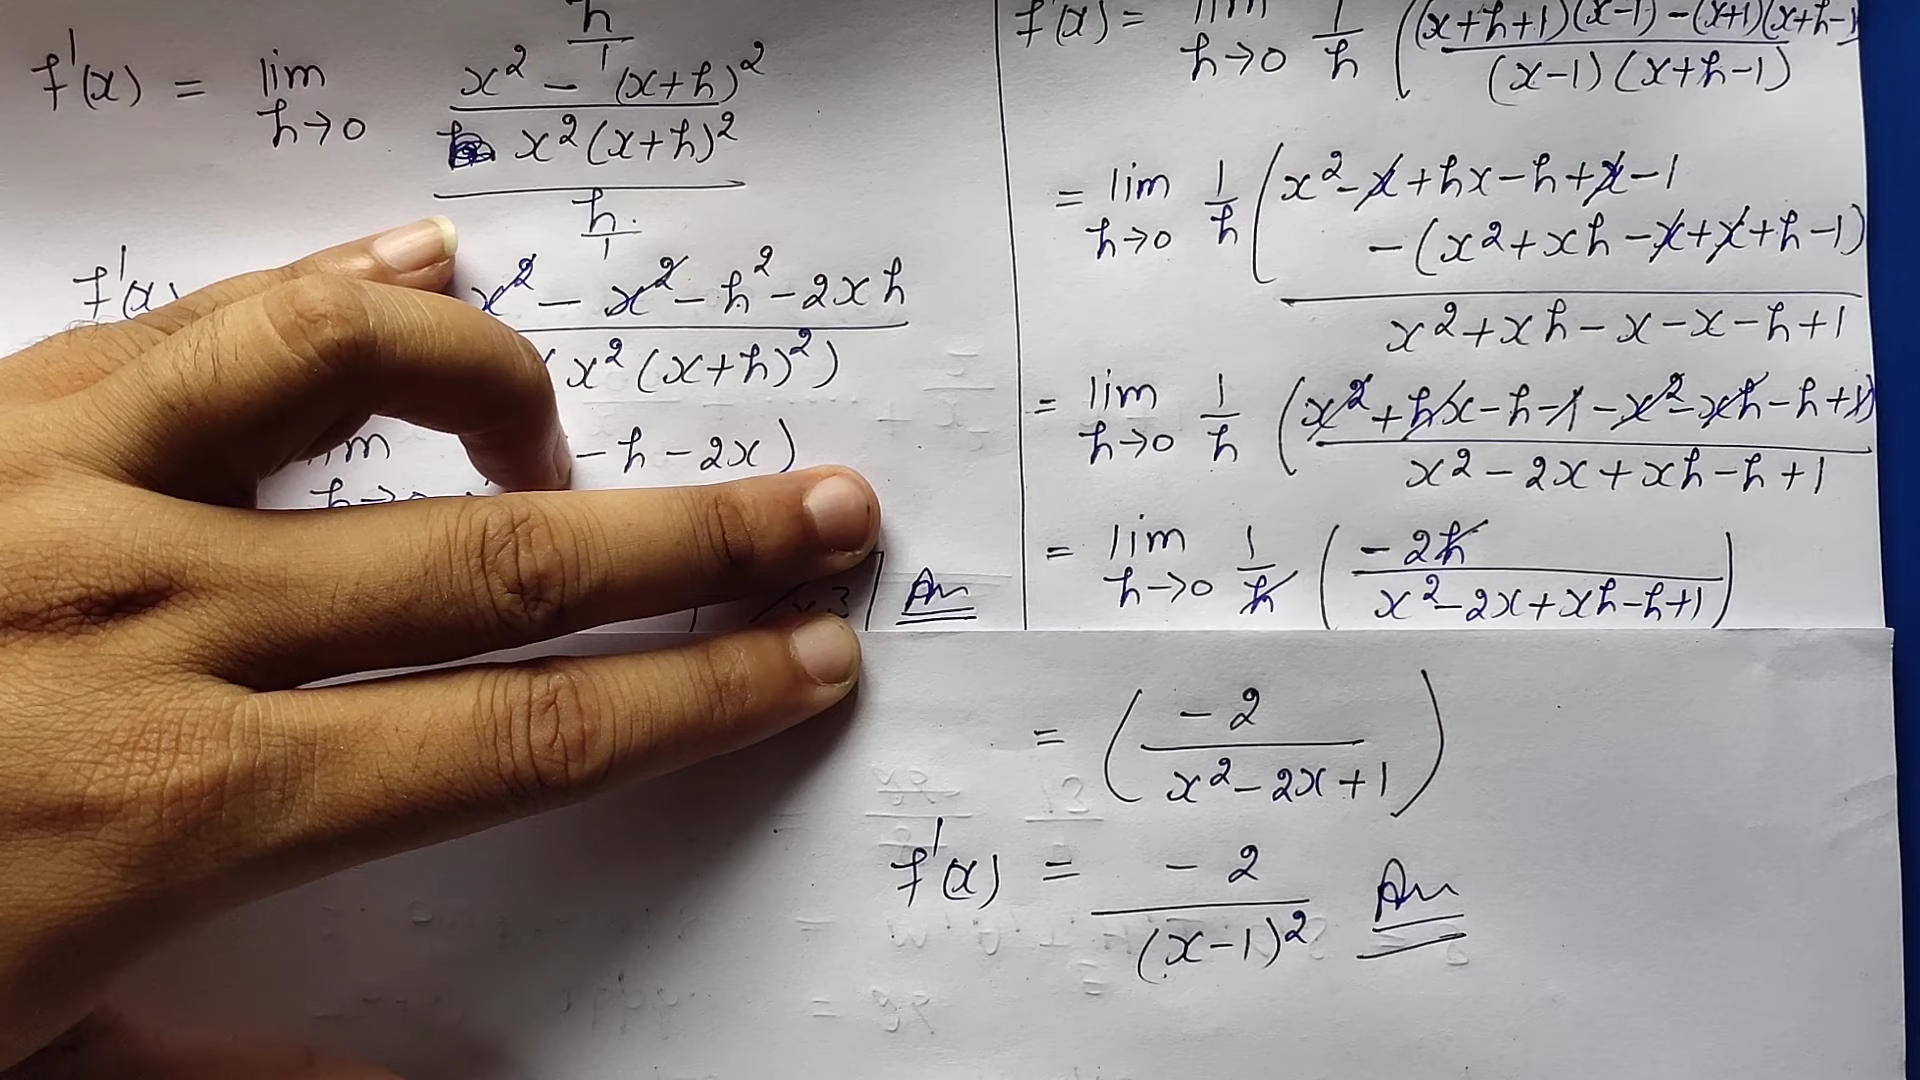 h/1
f'(x) = lim h→0 (x² - (x+h)²)/(x²(x+h)²)
h/1
f'(x) x² - x² - h² - 2xh
(x²(x+h)²)
lim h→0 - h - 2x)
Ans
f'(x) = lim h→0 1/h ((x+h+1)(x-1) - (x+1)(x+h-1)
(x-1)(x+h-1)
= lim h→0 1/h (x² - x + hx - h + x - 1
- (x² + xh - x + x + h - 1)
x² + xh - x - x - h + 1
= lim h→0 1/h (x² + hx - h - 1 - x² - xh - h + 1)
x² - 2x + xh - h + 1
= lim h→0 1/h (-2h
x² - 2x + xh - h + 1)
= (-2
x² - 2x + 1)
f'(x) = -2
(x-1)² Ans